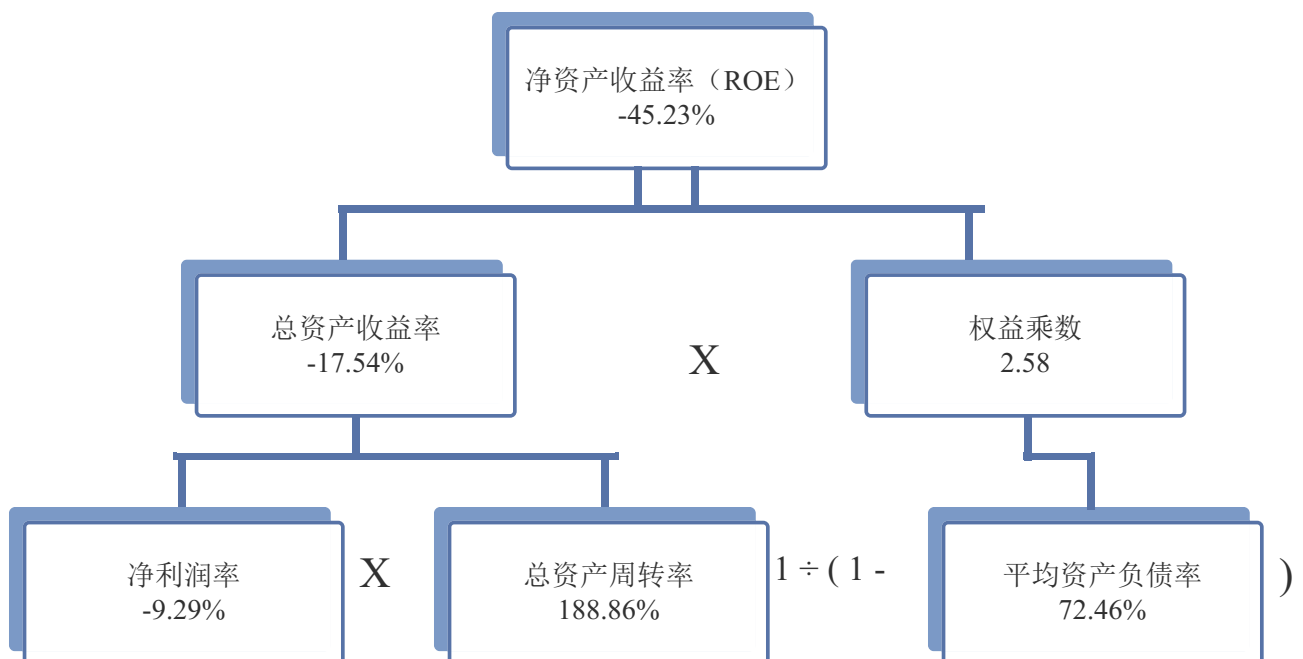 净资产收益率（ROE）
-45.23%
总资产收益率
-17.54%
X
权益乘数
2.58
净利润率
-9.29%
X
总资产周转率
188.86%
1 ÷ ( 1 -
平均资产负债率
72.46%
)